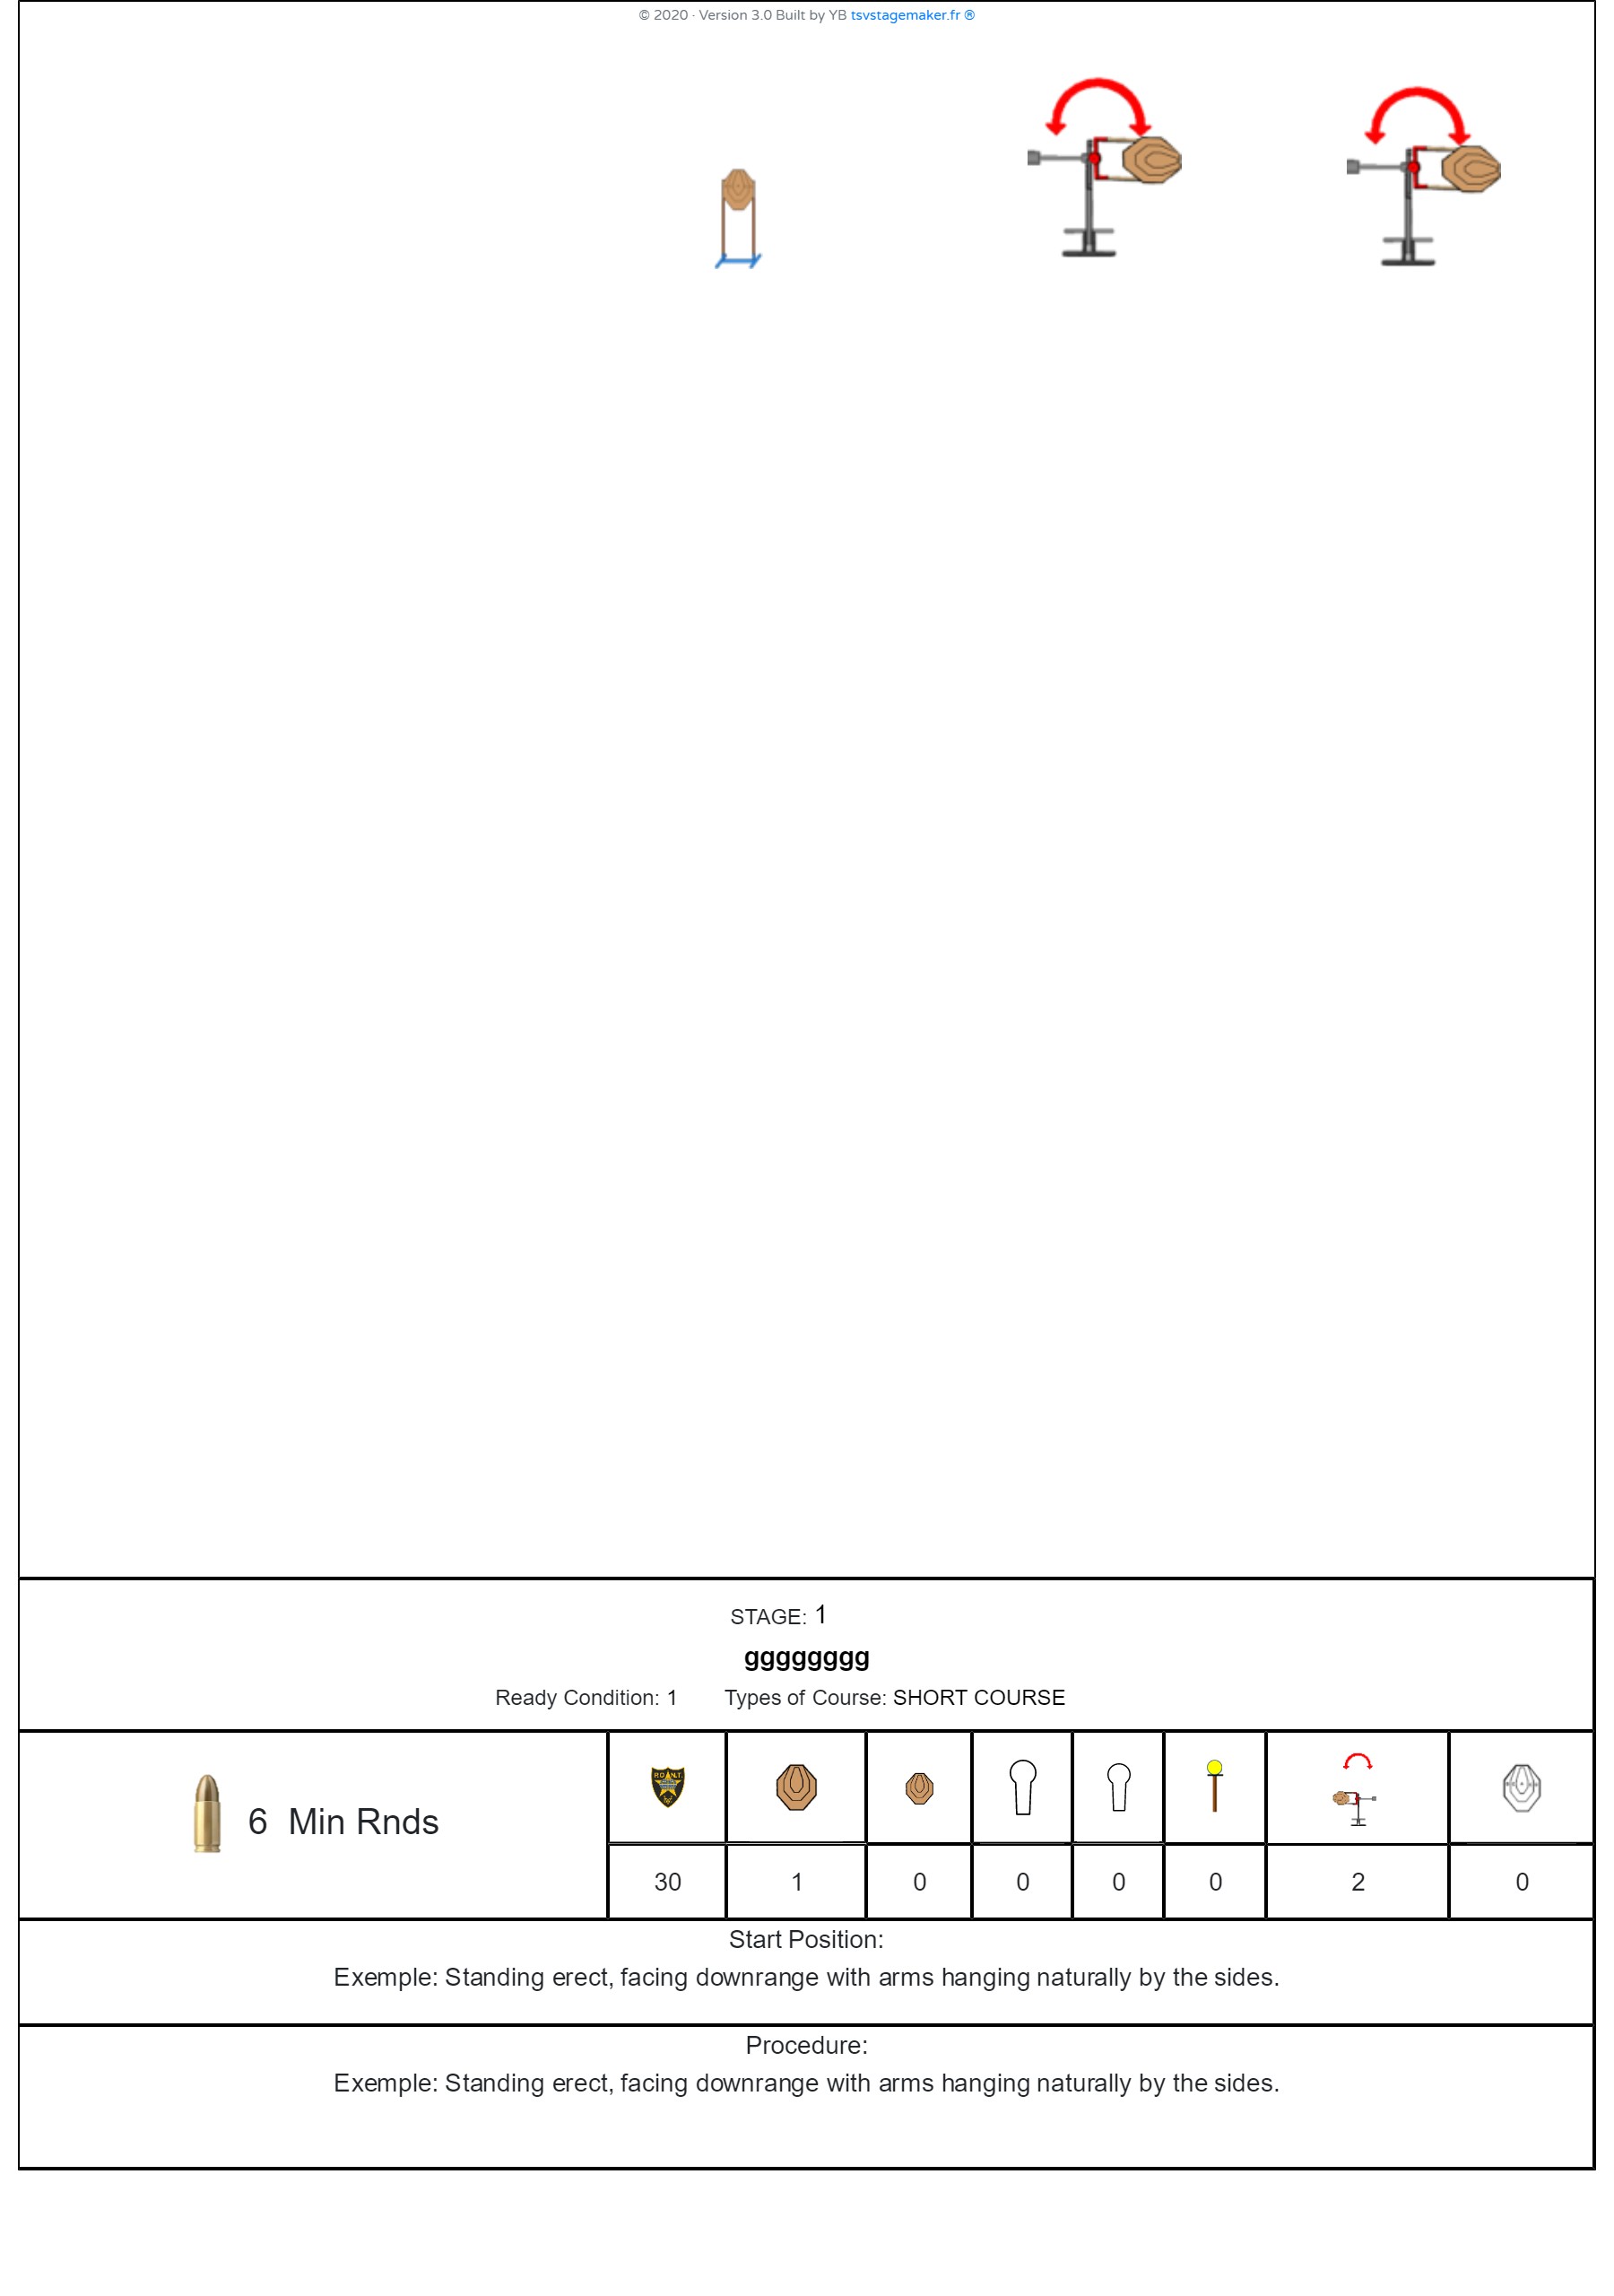 © 2020 · Version 3.0 Built by YB tsvstagemaker.fr ®
STAGE: 1
gggggggg
Ready Condition: 1 Types of Course: SHORT COURSE
6 Min Rnds
30 1 0 0 0 0 2 0
Start Position:
Exemple: Standing erect, facing downrange with arms hanging naturally by the sides.
Procedure:
Exemple: Standing erect, facing downrange with arms hanging naturally by the sides.